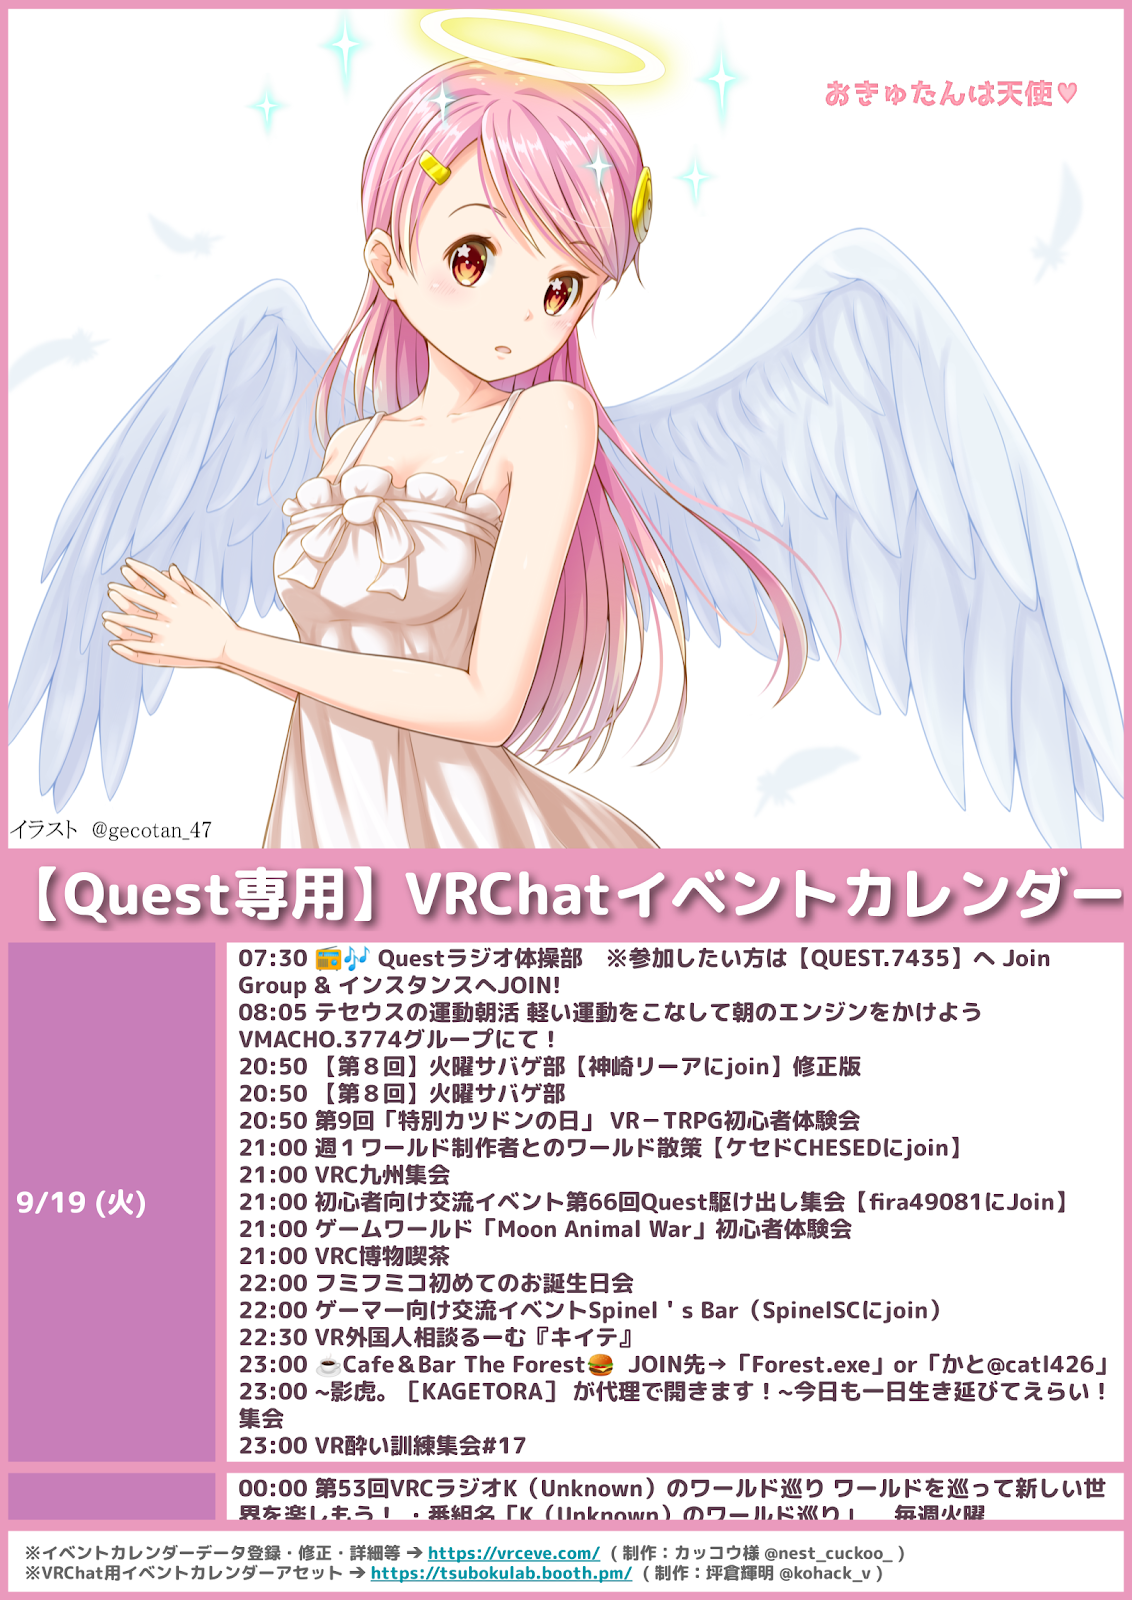 おきゅたんは天使♥
イラスト @gecotan_47
【Quest専用】VRChatイベントカレンダー
9/19 (火)
07:30 📻🎶 Questラジオ体操部　※参加したい方は【QUEST.7435】へ Join
Group & インスタンスへJOIN!
08:05 テセウスの運動朝活 軽い運動をこなして朝のエンジンをかけよう
VMACHO.3774グループにて！
20:50 【第８回】火曜サバゲ部【神崎リーアにjoin】修正版
20:50 【第８回】火曜サバゲ部
20:50 第9回「特別カツドンの日」 VR－TRPG初心者体験会
21:00 週１ワールド制作者とのワールド散策【ケセドCHESEDにjoin】
21:00 VRC九州集会
21:00 初心者向け交流イベント第66回Quest駆け出し集会【fira49081にJoin】
21:00 ゲームワールド「Moon Animal War」初心者体験会
21:00 VRC博物喫茶
22:00 フミフミコ初めてのお誕生日会
22:00 ゲーマー向け交流イベントSpinel＇s Bar（SpinelSCにjoin）
22:30 VR外国人相談るーむ『キイテ』
23:00 ☕Cafe＆Bar The Forest🍔 JOIN先→「Forest.exe」or「かと@catl426」
23:00 ~影虎。［KAGETORA］ が代理で開きます！~今日も一日生き延びてえらい！
集会
23:00 VR酔い訓練集会#17
00:00 第53回VRCラジオK（Unknown）のワールド巡り ワールドを巡って新しい世
界を楽しもう！ ・番組名「K（Unknown）のワールド巡り」　毎週火曜
※イベントカレンダーデータ登録・修正・詳細等 ➔ https://vrceve.com/ （制作：カッコウ様 @nest_cuckoo_）
※VRChat用イベントカレンダーアセット ➔ https://tsubokulab.booth.pm/ （制作：坪倉輝明 @kohack_v）